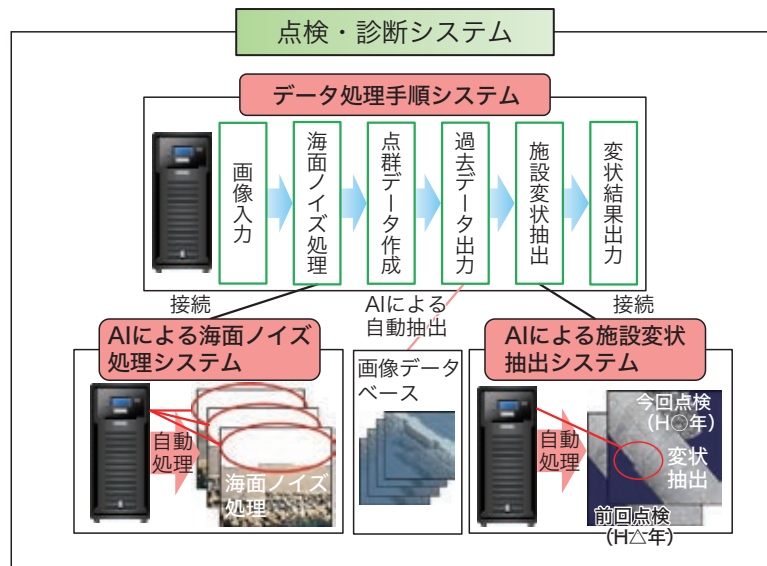 点検・診断システム
データ処理手順システム
画像入力
海面ノイズ処理
点群データ作成
過去データ出力
施設変状抽出
変状結果出力
接続
AIによる
自動抽出
接続
AIによる海面ノイズ
処理システム
自動
処理
海面ノイズ
処理
画像データ
ベース
AIによる施設変状
抽出システム
自動
処理
今回点検
(H○年)
変状
抽出
前回点検
(H△年)